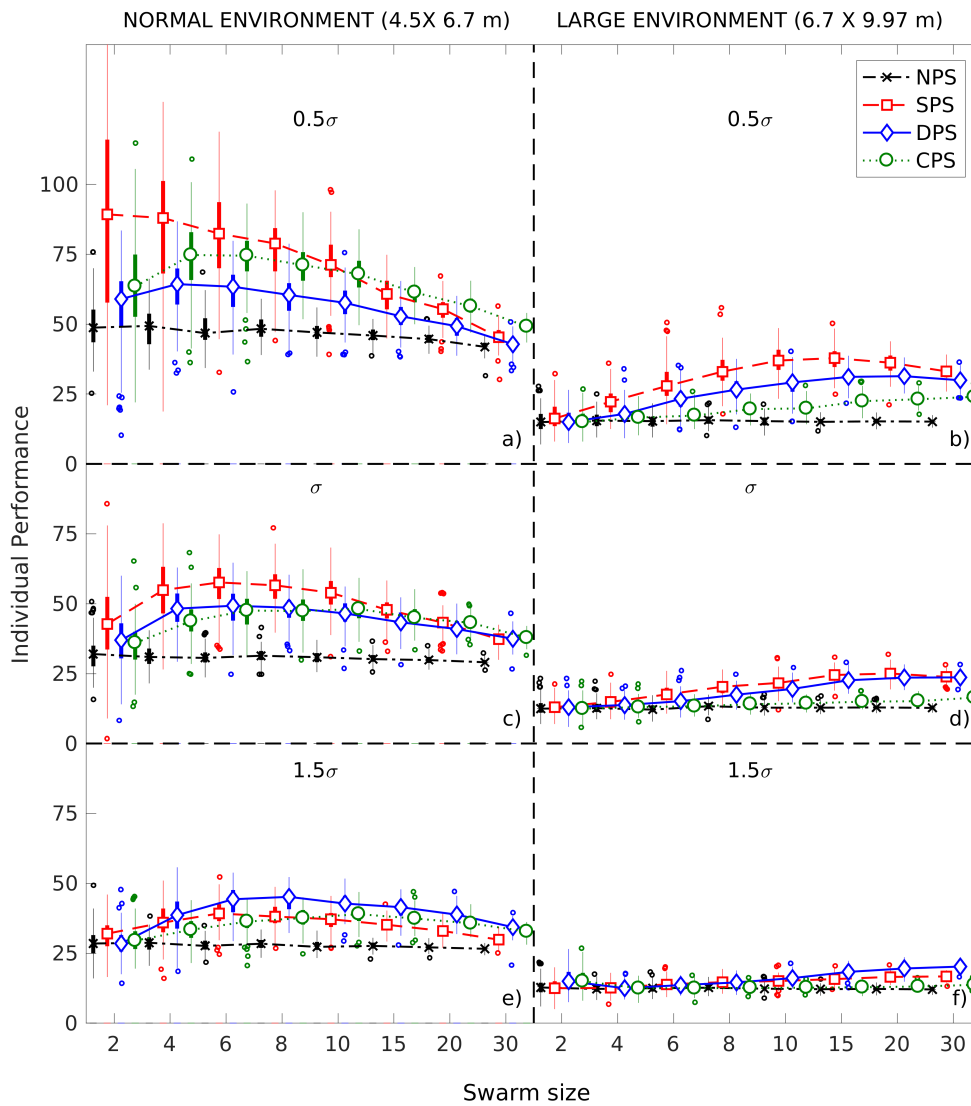 NORMAL ENVIRONMENT (4.5X 6.7 m)
LARGE ENVIRONMENT (6.7 X 9.97 m)
NPS
SPS
DPS
CPS
0.5σ
0.5σ
100
75
50
25
0
a)
b)
σ
σ
75
50
25
0
c)
d)
1.5σ
1.5σ
75
50
25
0
e)
f)
2 4 6 8 10 15 20 30
2 4 6 8 10 15 20 30
Individual Performance
Swarm size